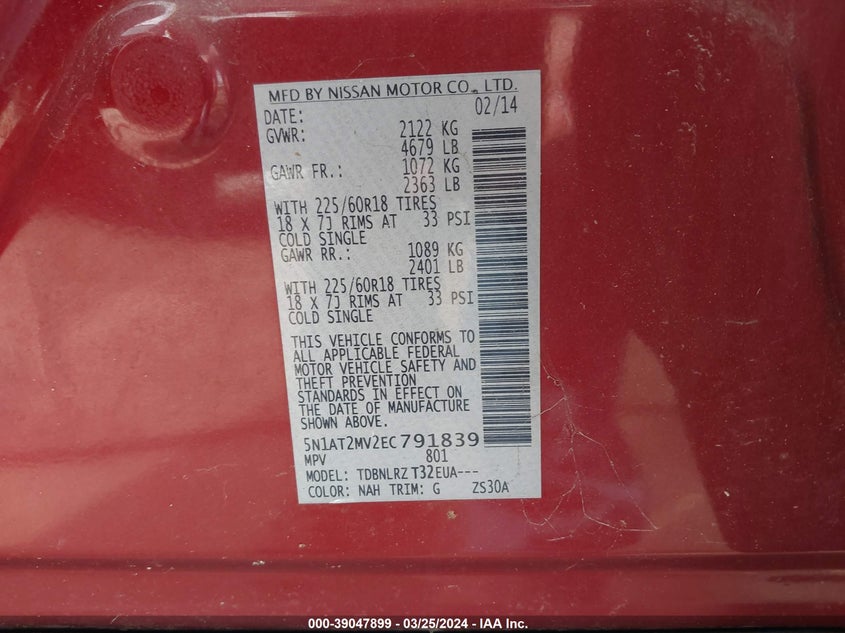 MFD BY NISSAN MOTOR CO., LTD.
DATE: 02/14
GVWR: 2122 KG
4679 LB
GAWR FR.: 1072 KG
2363 LB
WITH 225/60R18 TIRES
18 X 7J RIMS AT 33 PSI
COLD SINGLE
GAWR RR.: 1089 KG
2401 LB
WITH 225/60R18 TIRES
18 X 7J RIMS AT 33 PSI
COLD SINGLE
THIS VEHICLE CONFORMS TO
ALL APPLICABLE FEDERAL
MOTOR VEHICLE SAFETY AND
THEFT PREVENTION
STANDARDS IN EFFECT ON
THE DATE OF MANUFACTURE
SHOWN ABOVE.
5N1AT2MV2EC791839
MPV 801
MODEL: TDBNLRZ T32EUA---
COLOR: NAH TRIM: G ZS30A
000-39047899 - 03/25/2024 - IAA Inc.